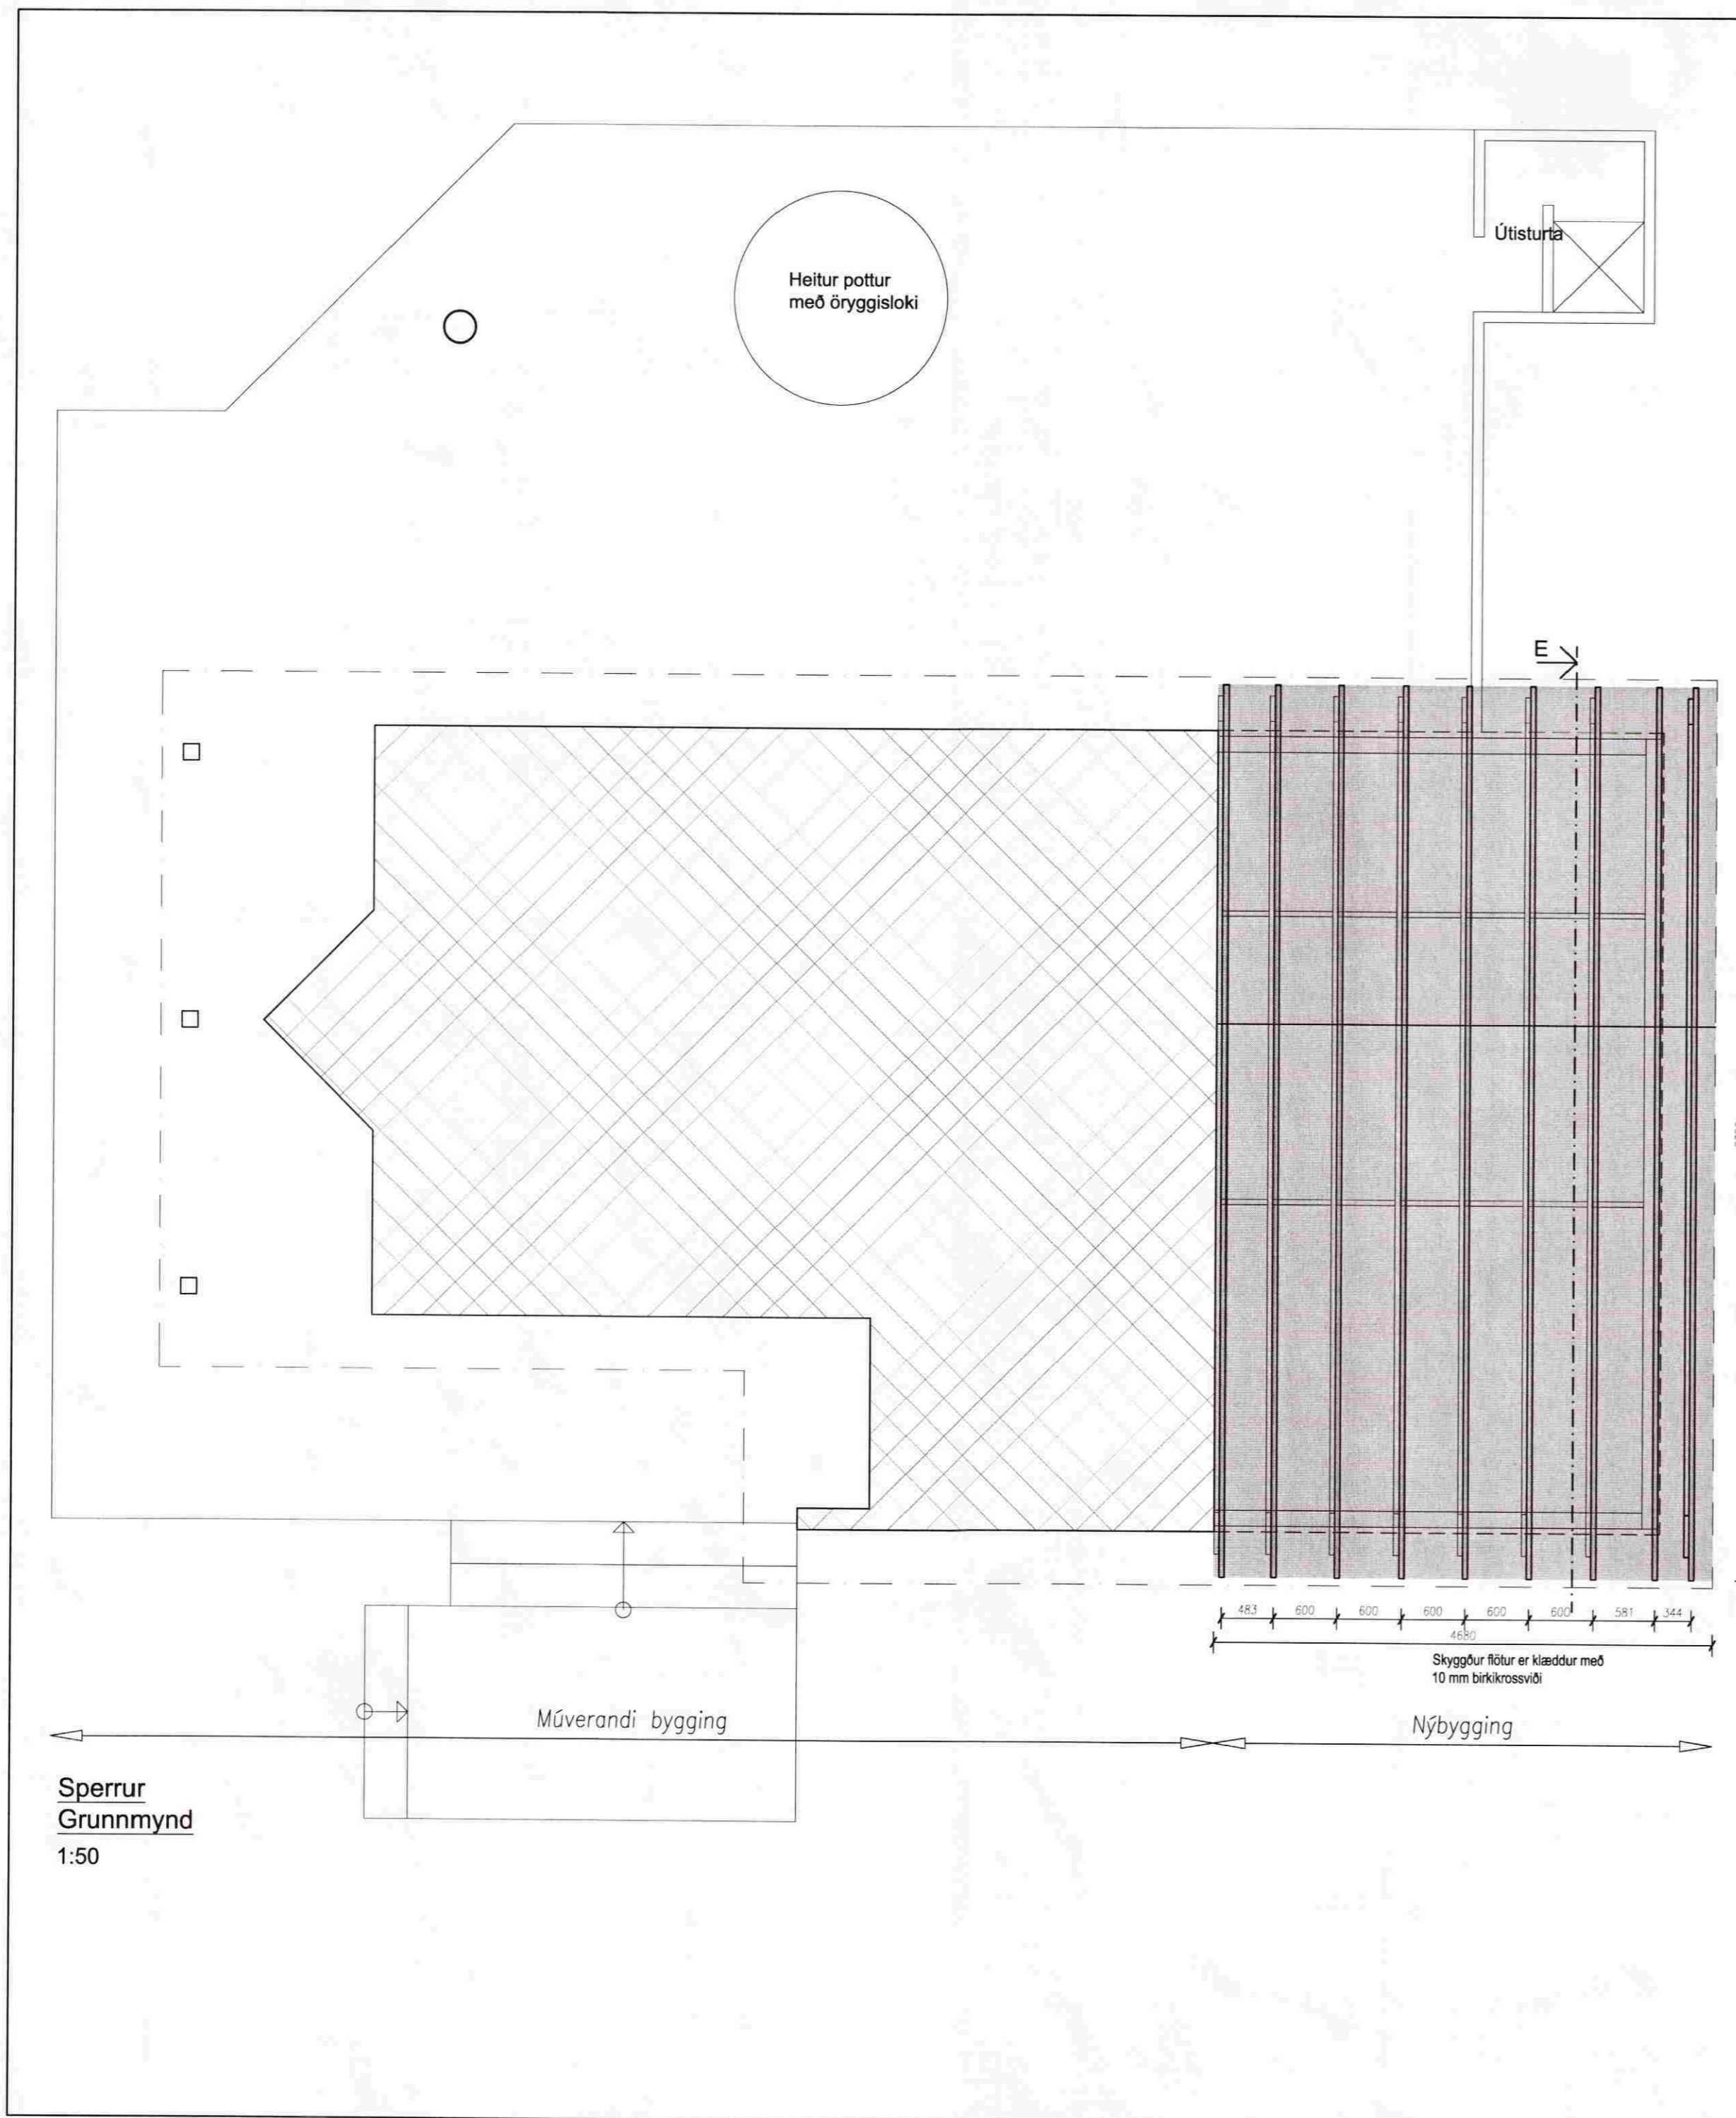 Útisturta
Heitur pottur
með öryggisloki
E
483 600 600 600 600 600 581 344
4680
Skyggður flötur er klæddur með
10 mm birkikrossviði
Múverandi bygging
Nýbygging
Sperrur
Grunnmynd
1:50